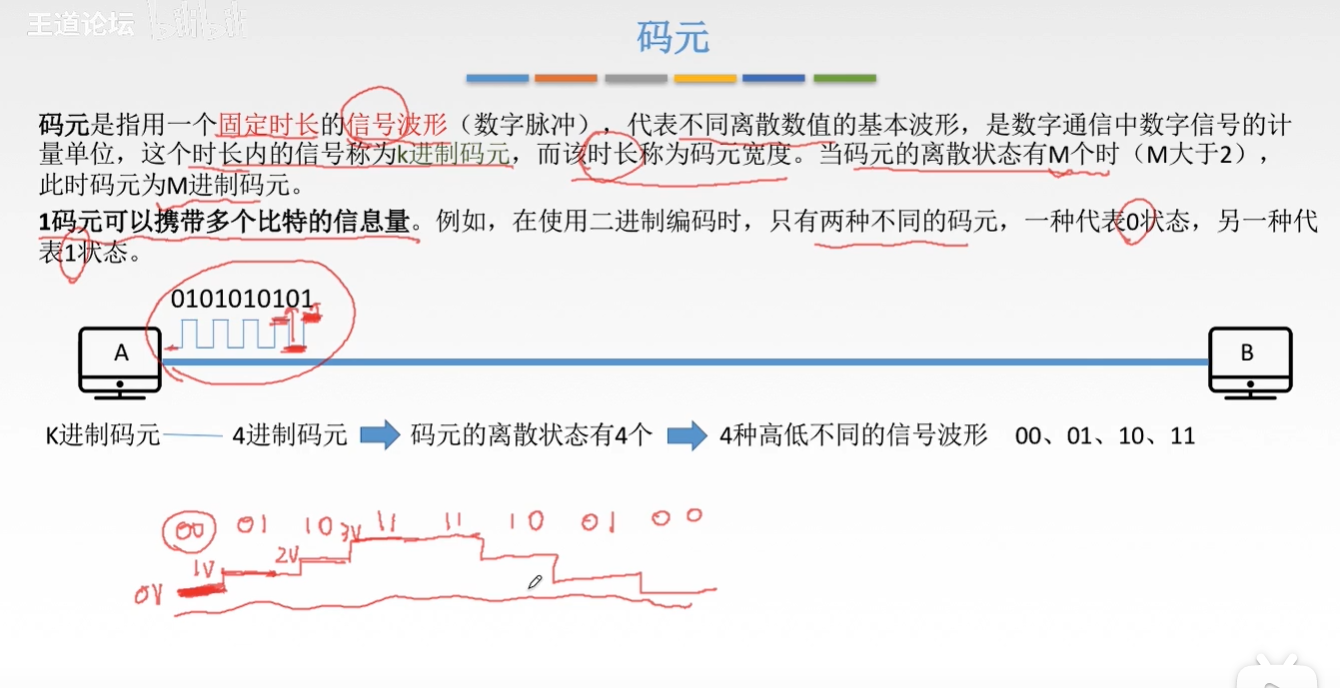 王道论坛 bilibili
码元
码元是指用一个固定时长的信号波形（数字脉冲），代表不同离散数值的基本波形，是数字通信中数字信号的计
量单位，这个时长内的信号称为k进制码元，而该时长称为码元宽度。当码元的离散状态有M个时（M大于2），
此时码元为M进制码元。
1码元可以携带多个比特的信息量。例如，在使用二进制编码时，只有两种不同的码元，一种代表0状态，另一种代
表1状态。
0101010101
A
B
K进制码元 4进制码元 码元的离散状态有4个 4种高低不同的信号波形 00、01、10、11
00 01 10 11 11 10 01 00
3V
2V
1V
0V